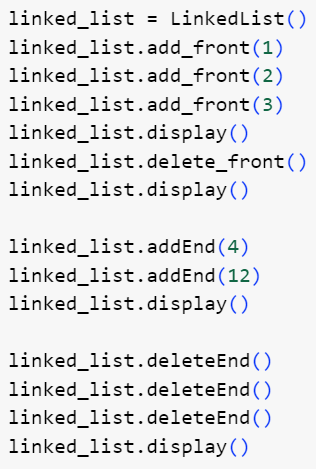 linked_list = LinkedList()
linked_list.add_front(1)
linked_list.add_front(2)
linked_list.add_front(3)
linked_list.display()
linked_list.delete_front()
linked_list.display()
linked_list.addEnd(4)
linked_list.addEnd(12)
linked_list.display()
linked_list.deleteEnd()
linked_list.deleteEnd()
linked_list.deleteEnd()
linked_list.display()